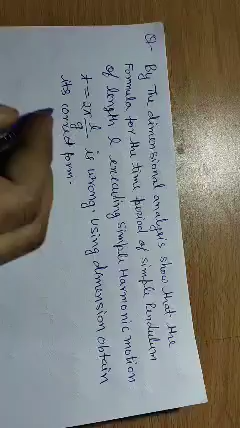 Q- By The dimensional analysis show that the
Formula for the time period of simple Pendulum
of length l executing simple Harmonic motion
t = 2π l/g is wrong. Using dimension obtain
its correct form.